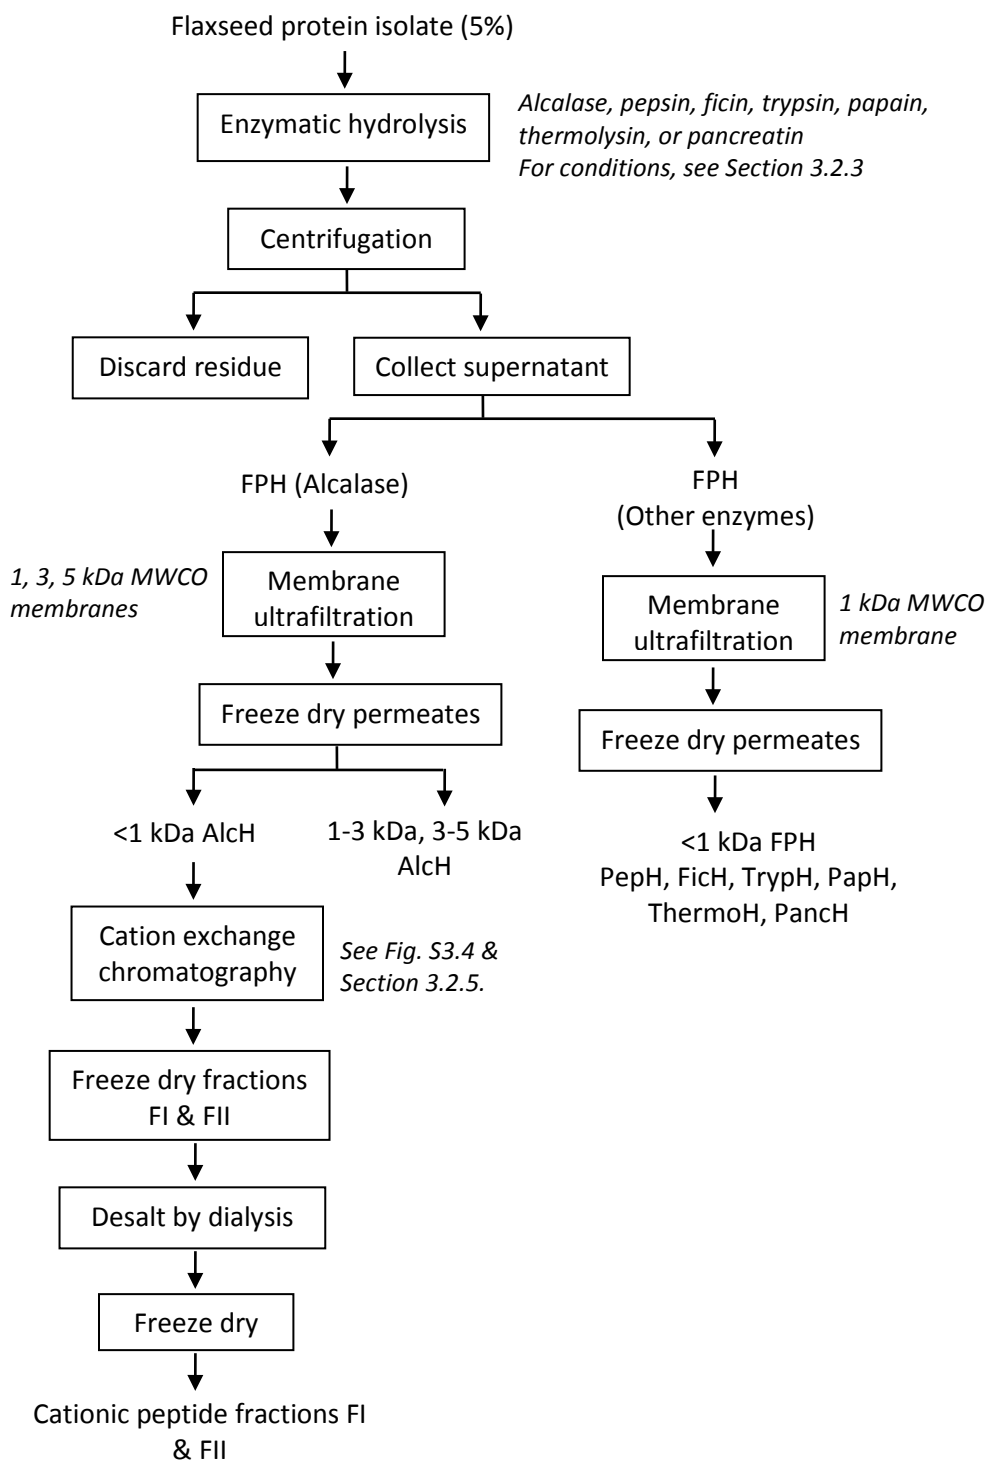 Flaxseed protein isolate (5%)
Enzymatic hydrolysis
Alcalase, pepsin, ficin, trypsin, papain,
thermolysin, or pancreatin
For conditions, see Section 3.2.3
Centrifugation
Discard residue
Collect supernatant
FPH (Alcalase)
FPH
(Other enzymes)
1, 3, 5 kDa MWCO
membranes
Membrane
ultrafiltration
Membrane
ultrafiltration
1 kDa MWCO
membrane
Freeze dry permeates
Freeze dry permeates
<1 kDa AlcH
1-3 kDa, 3-5 kDa
AlcH
<1 kDa FPH
PepH, FicH, TrypH, PapH,
ThermoH, PancH
Cation exchange
chromatography
See Fig. S3.4 &
Section 3.2.5.
Freeze dry fractions
FI & FII
Desalt by dialysis
Freeze dry
Cationic peptide fractions FI
& FII